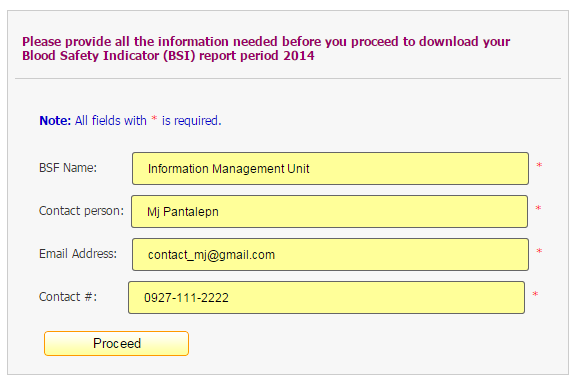 Please provide all the information needed before you proceed to download your
Blood Safety Indicator (BSI) report period 2014
Note: All fields with * is required.
BSF Name: Information Management Unit *
Contact person: Mj Pantalepn *
Email Address: contact_mj@gmail.com *
Contact #: 0927-111-2222 *
Proceed